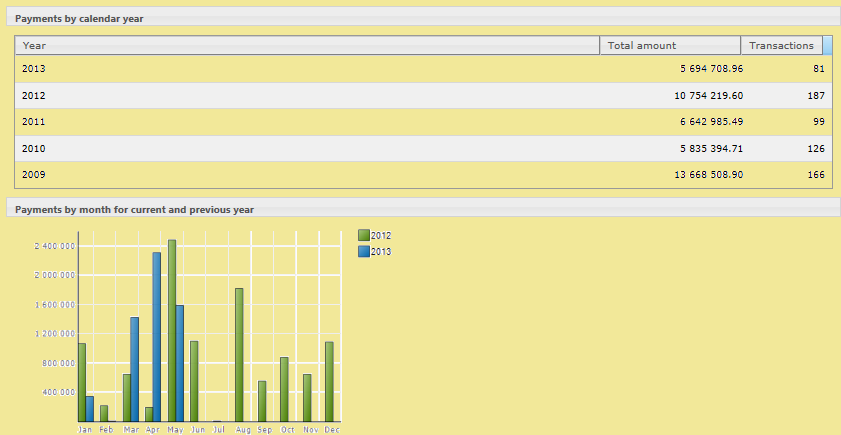 Payments by calendar year
Year Total amount Transactions
2013 5 694 708.96 81
2012 10 754 219.60 187
2011 6 642 985.49 99
2010 5 835 394.71 126
2009 13 668 508.90 166
Payments by month for current and previous year
2012
2013
2 400 000
2 000 000
1 600 000
1 200 000
800 000
400 000
Jan Feb Mar Apr May Jun Jul Aug Sep Oct Nov Dec